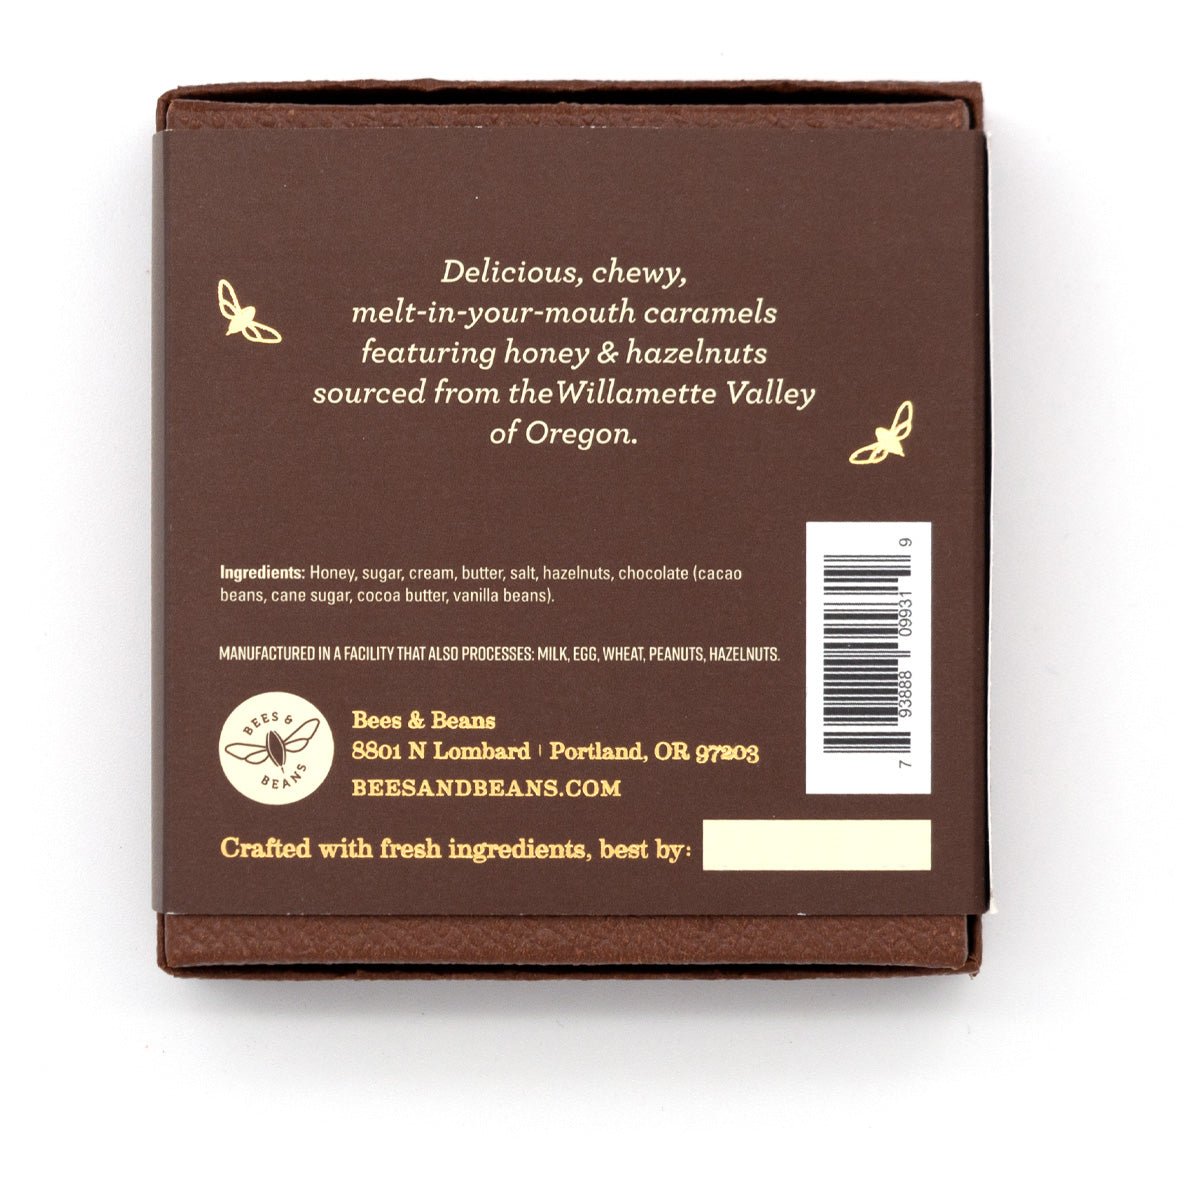 Delicious, chewy,
melt-in-your-mouth caramels
featuring honey & hazelnuts
sourced from theWillamette Valley
of Oregon.
Ingredients: Honey, sugar, cream, butter, salt, hazelnuts, chocolate (cacao
beans, cane sugar, cocoa butter, vanilla beans).
MANUFACTURED IN A FACILITY THAT ALSO PROCESSES: MILK, EGG, WHEAT, PEANUTS, HAZELNUTS.
BEES &
BEANS
Bees & Beans
8801 N Lombard | Portland, OR 97203
BEESANDBEANS.COM
Crafted with fresh ingredients, best by:
7 93888 09931 9